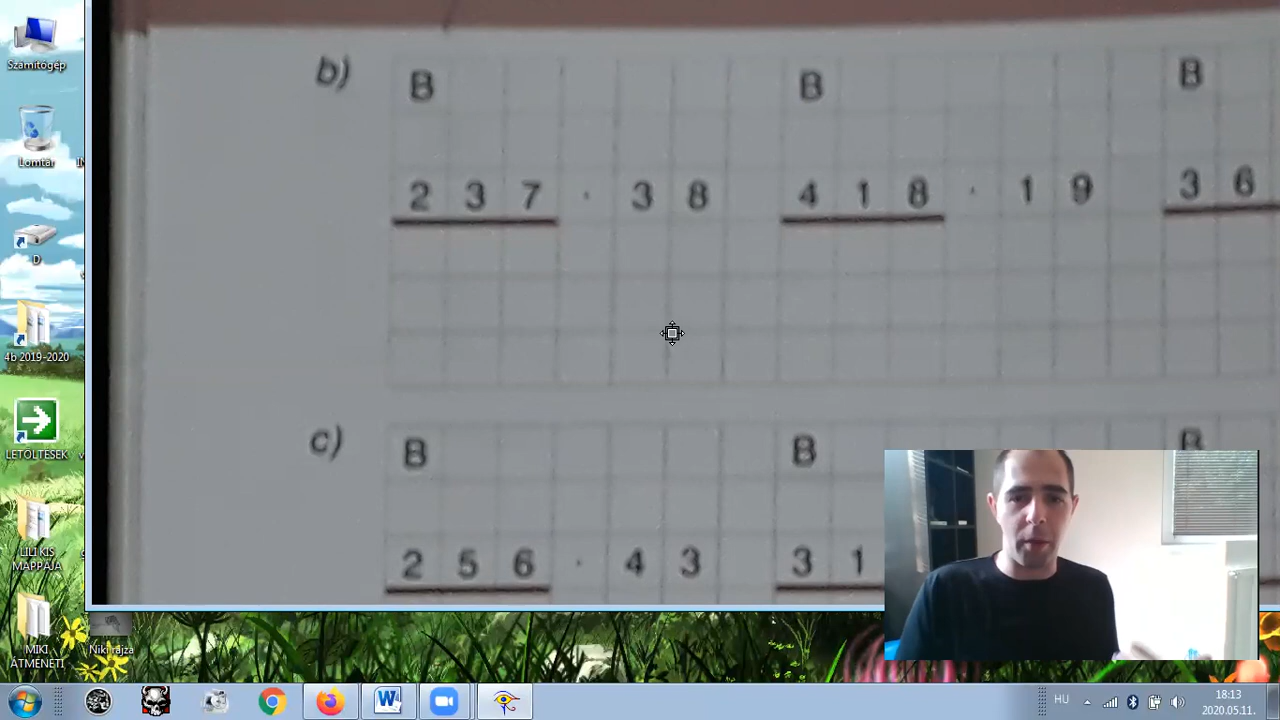 Számítógép
Lomtár
D
4b 2019-2020
LETÖLTÉSEK
LILI KIS
MAPPÁJA
MIKI
ÁTMENETI
Niki rajza
b) B B B
2 3 7 · 3 8 4 1 8 · 1 9 3 6
c) B B B
2 5 6 · 4 3 3 1
HU
18:13
2020.05.11.